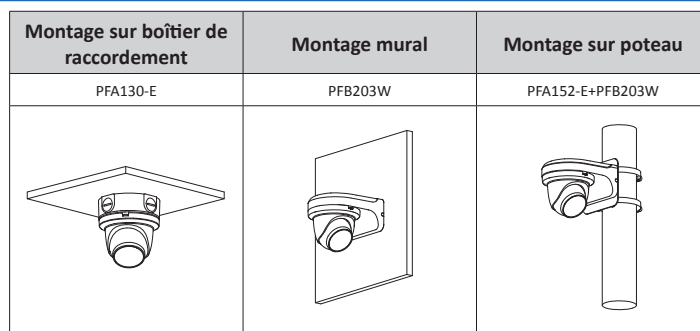 Montage sur boîtier de
raccordement
Montage mural
Montage sur poteau
PFA130-E
PFB203W
PFA152-E+PFB203W